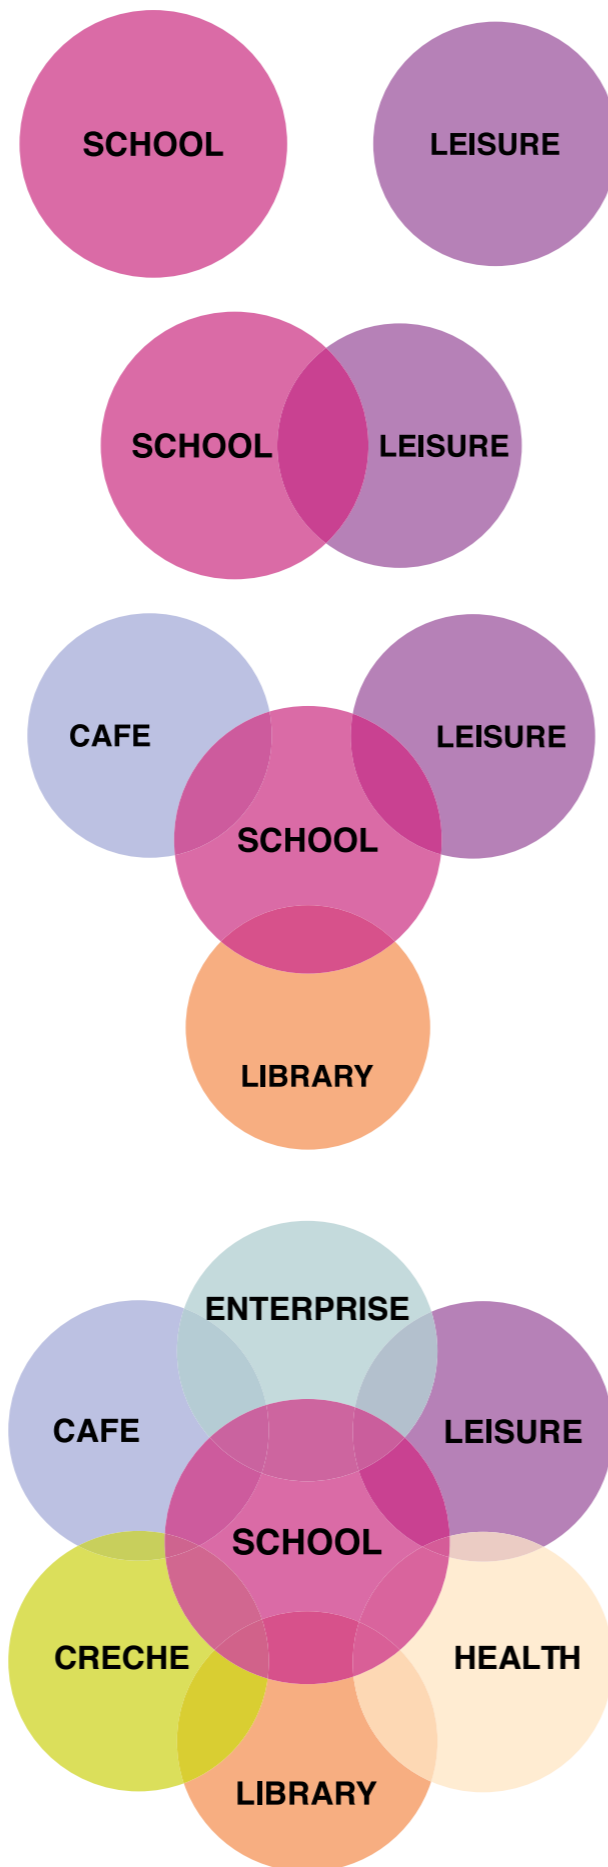 SCHOOL
LEISURE
SCHOOL
LEISURE
CAFE
LEISURE
SCHOOL
LIBRARY
ENTERPRISE
CAFE
LEISURE
SCHOOL
CRECHE
HEALTH
LIBRARY